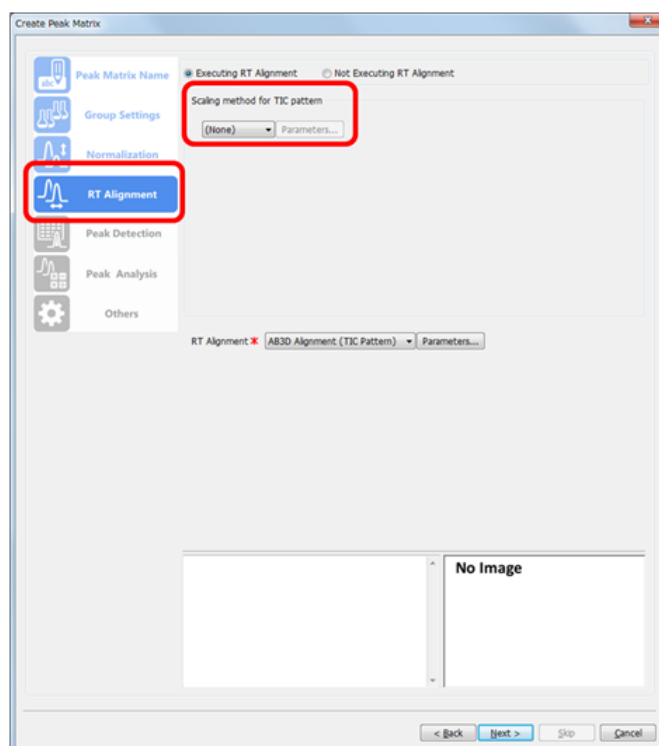 Create Peak Matrix
abc
Peak Matrix Name
Group Settings
Normalization
RT Alignment
Peak Detection
Peak Analysis
Others
Executing RT Alignment
Not Executing RT Alignment
Scaling method for TIC pattern
(None)
Parameters...
RT Alignment *
AB3D Alignment (TIC Pattern)
Parameters...
No Image
< Back
Next >
Skip
Cancel